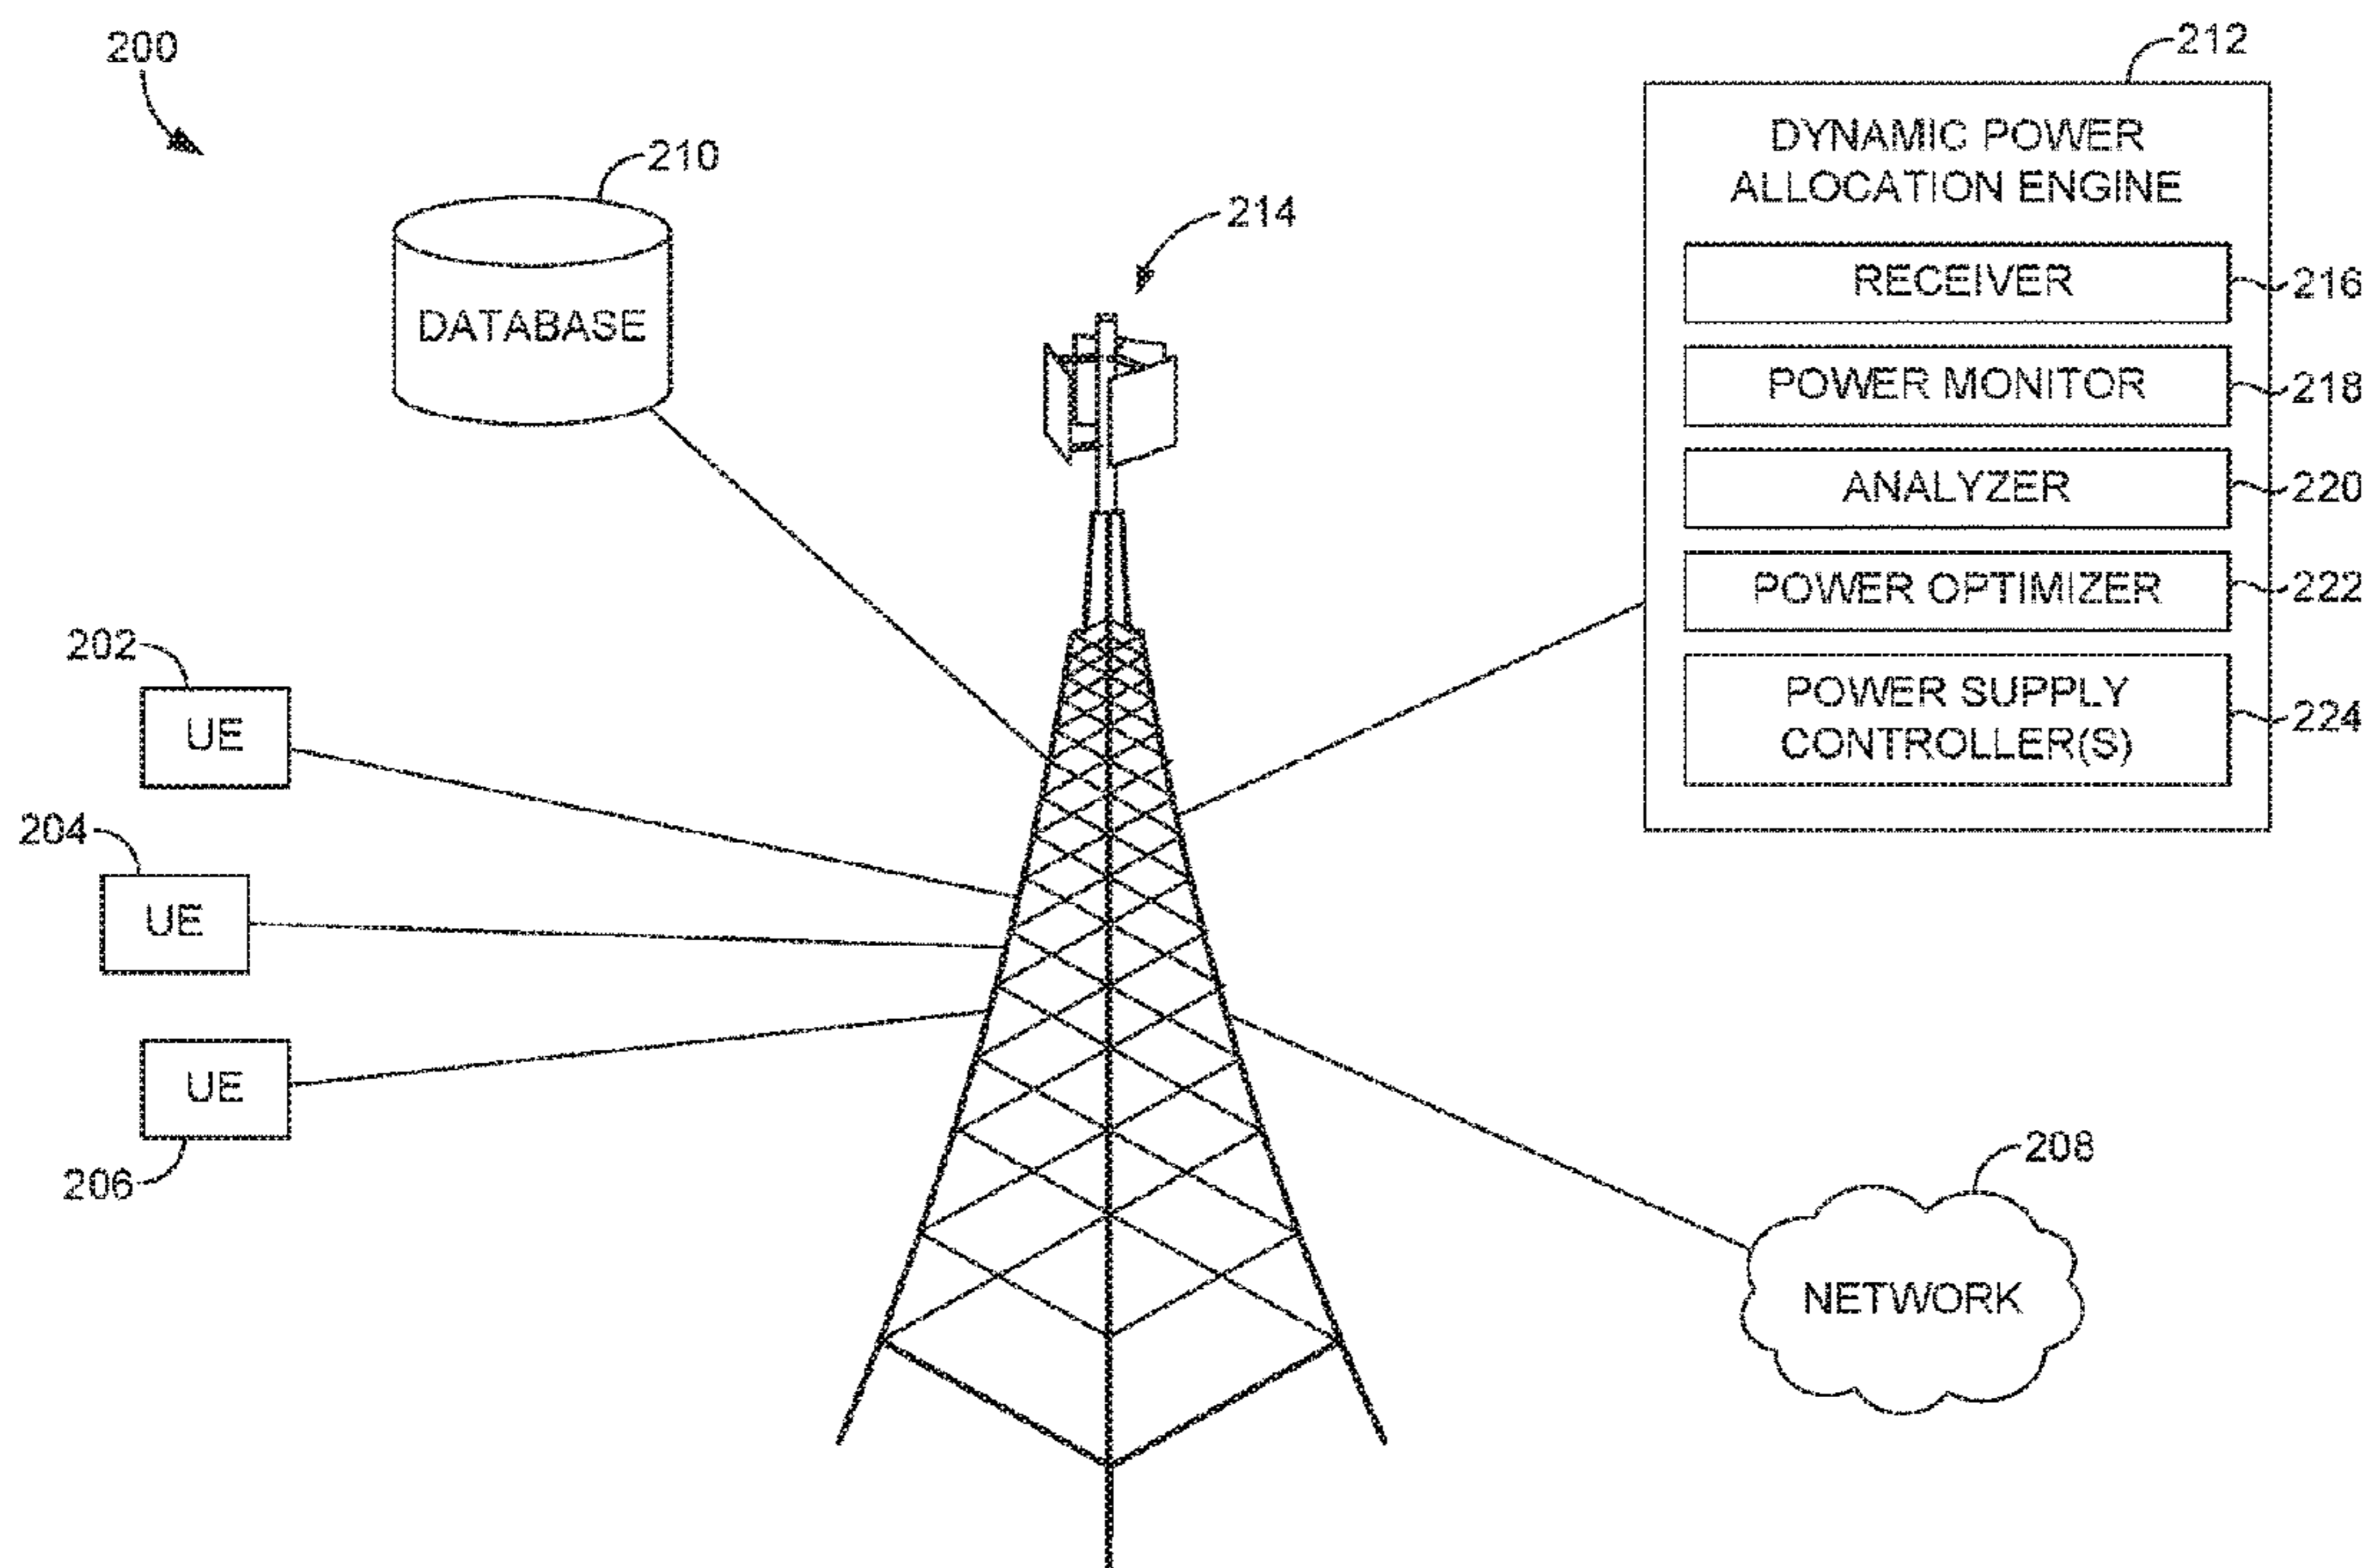 200
212
210
DYNAMIC POWER
ALLOCATION ENGINE
214
RECEIVER
216
DATABASE
POWER MONITOR
218
ANALYZER
220
POWER OPTIMIZER
222
202
POWER SUPPLY
CONTROLLER(S)
224
UE
204
UE
UE
206
208
NETWORK